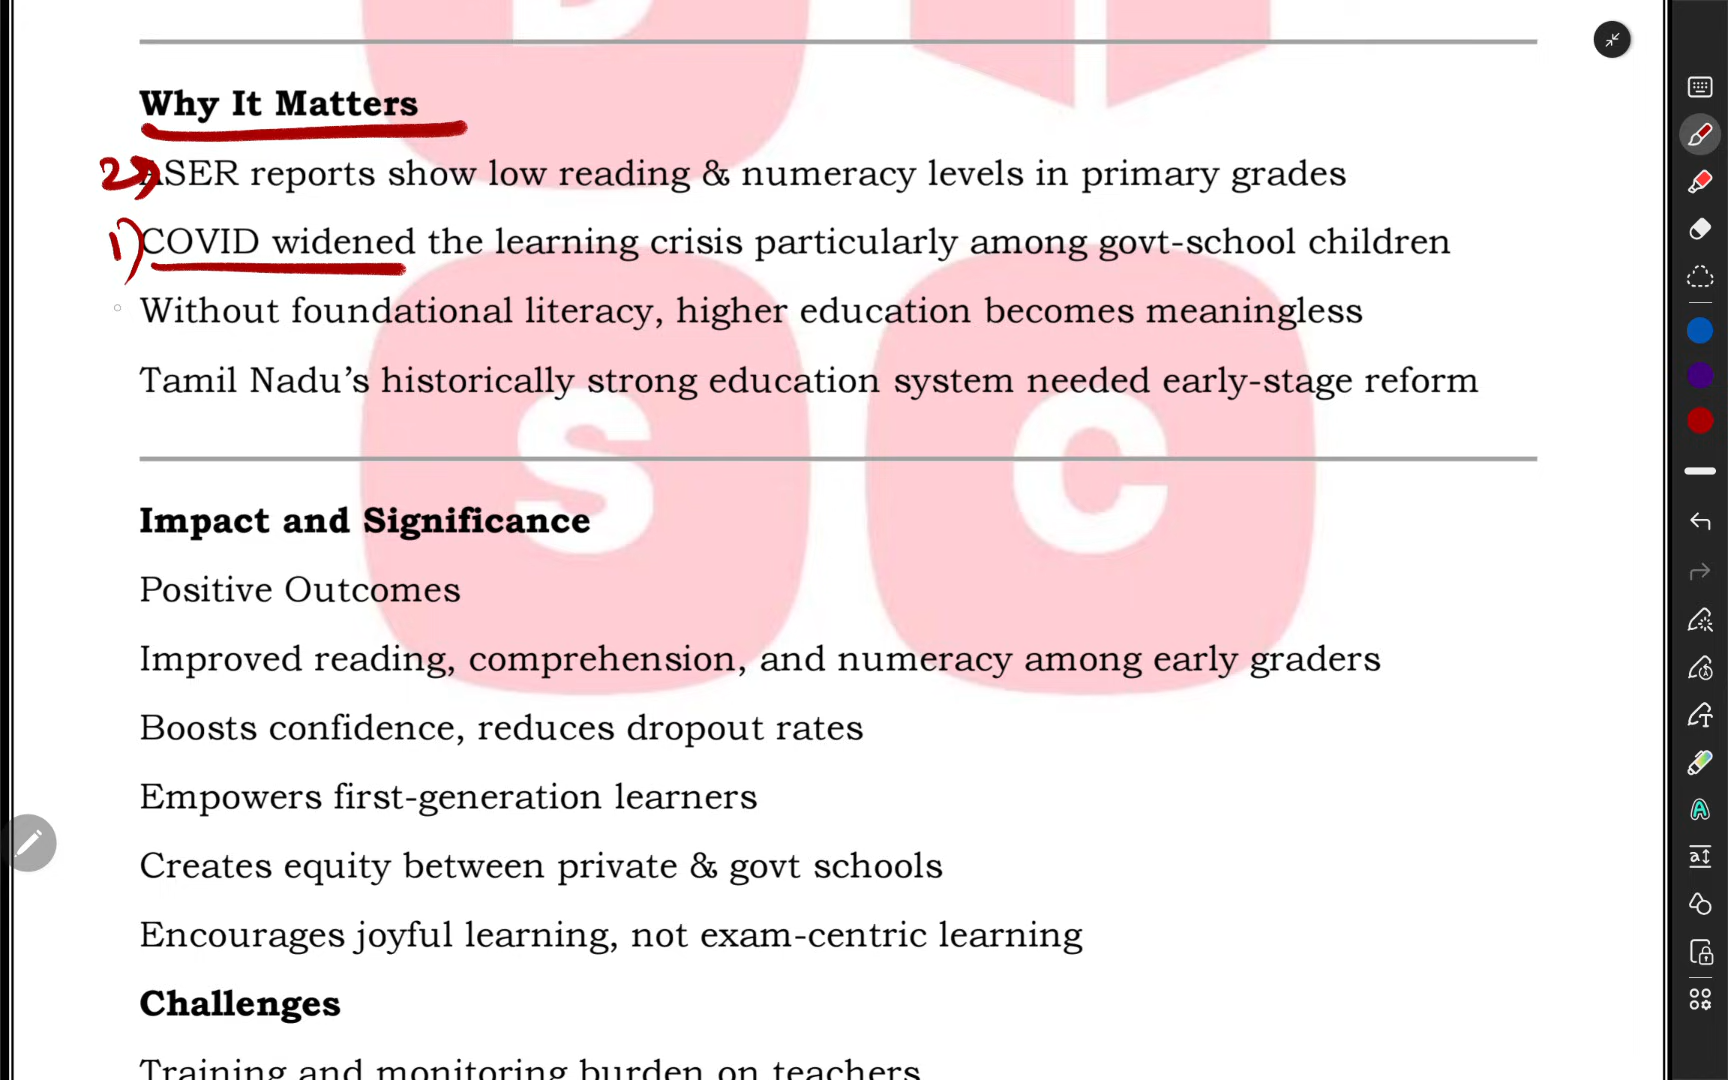 Why It Matters
2) ASER reports show low reading & numeracy levels in primary grades
1) COVID widened the learning crisis particularly among govt-school children
Without foundational literacy, higher education becomes meaningless
Tamil Nadu’s historically strong education system needed early-stage reform
S C
Impact and Significance
Positive Outcomes
Improved reading, comprehension, and numeracy among early graders
Boosts confidence, reduces dropout rates
Empowers first-generation learners
Creates equity between private & govt schools
Encourages joyful learning, not exam-centric learning
Challenges
Training and monitoring burden on teachers